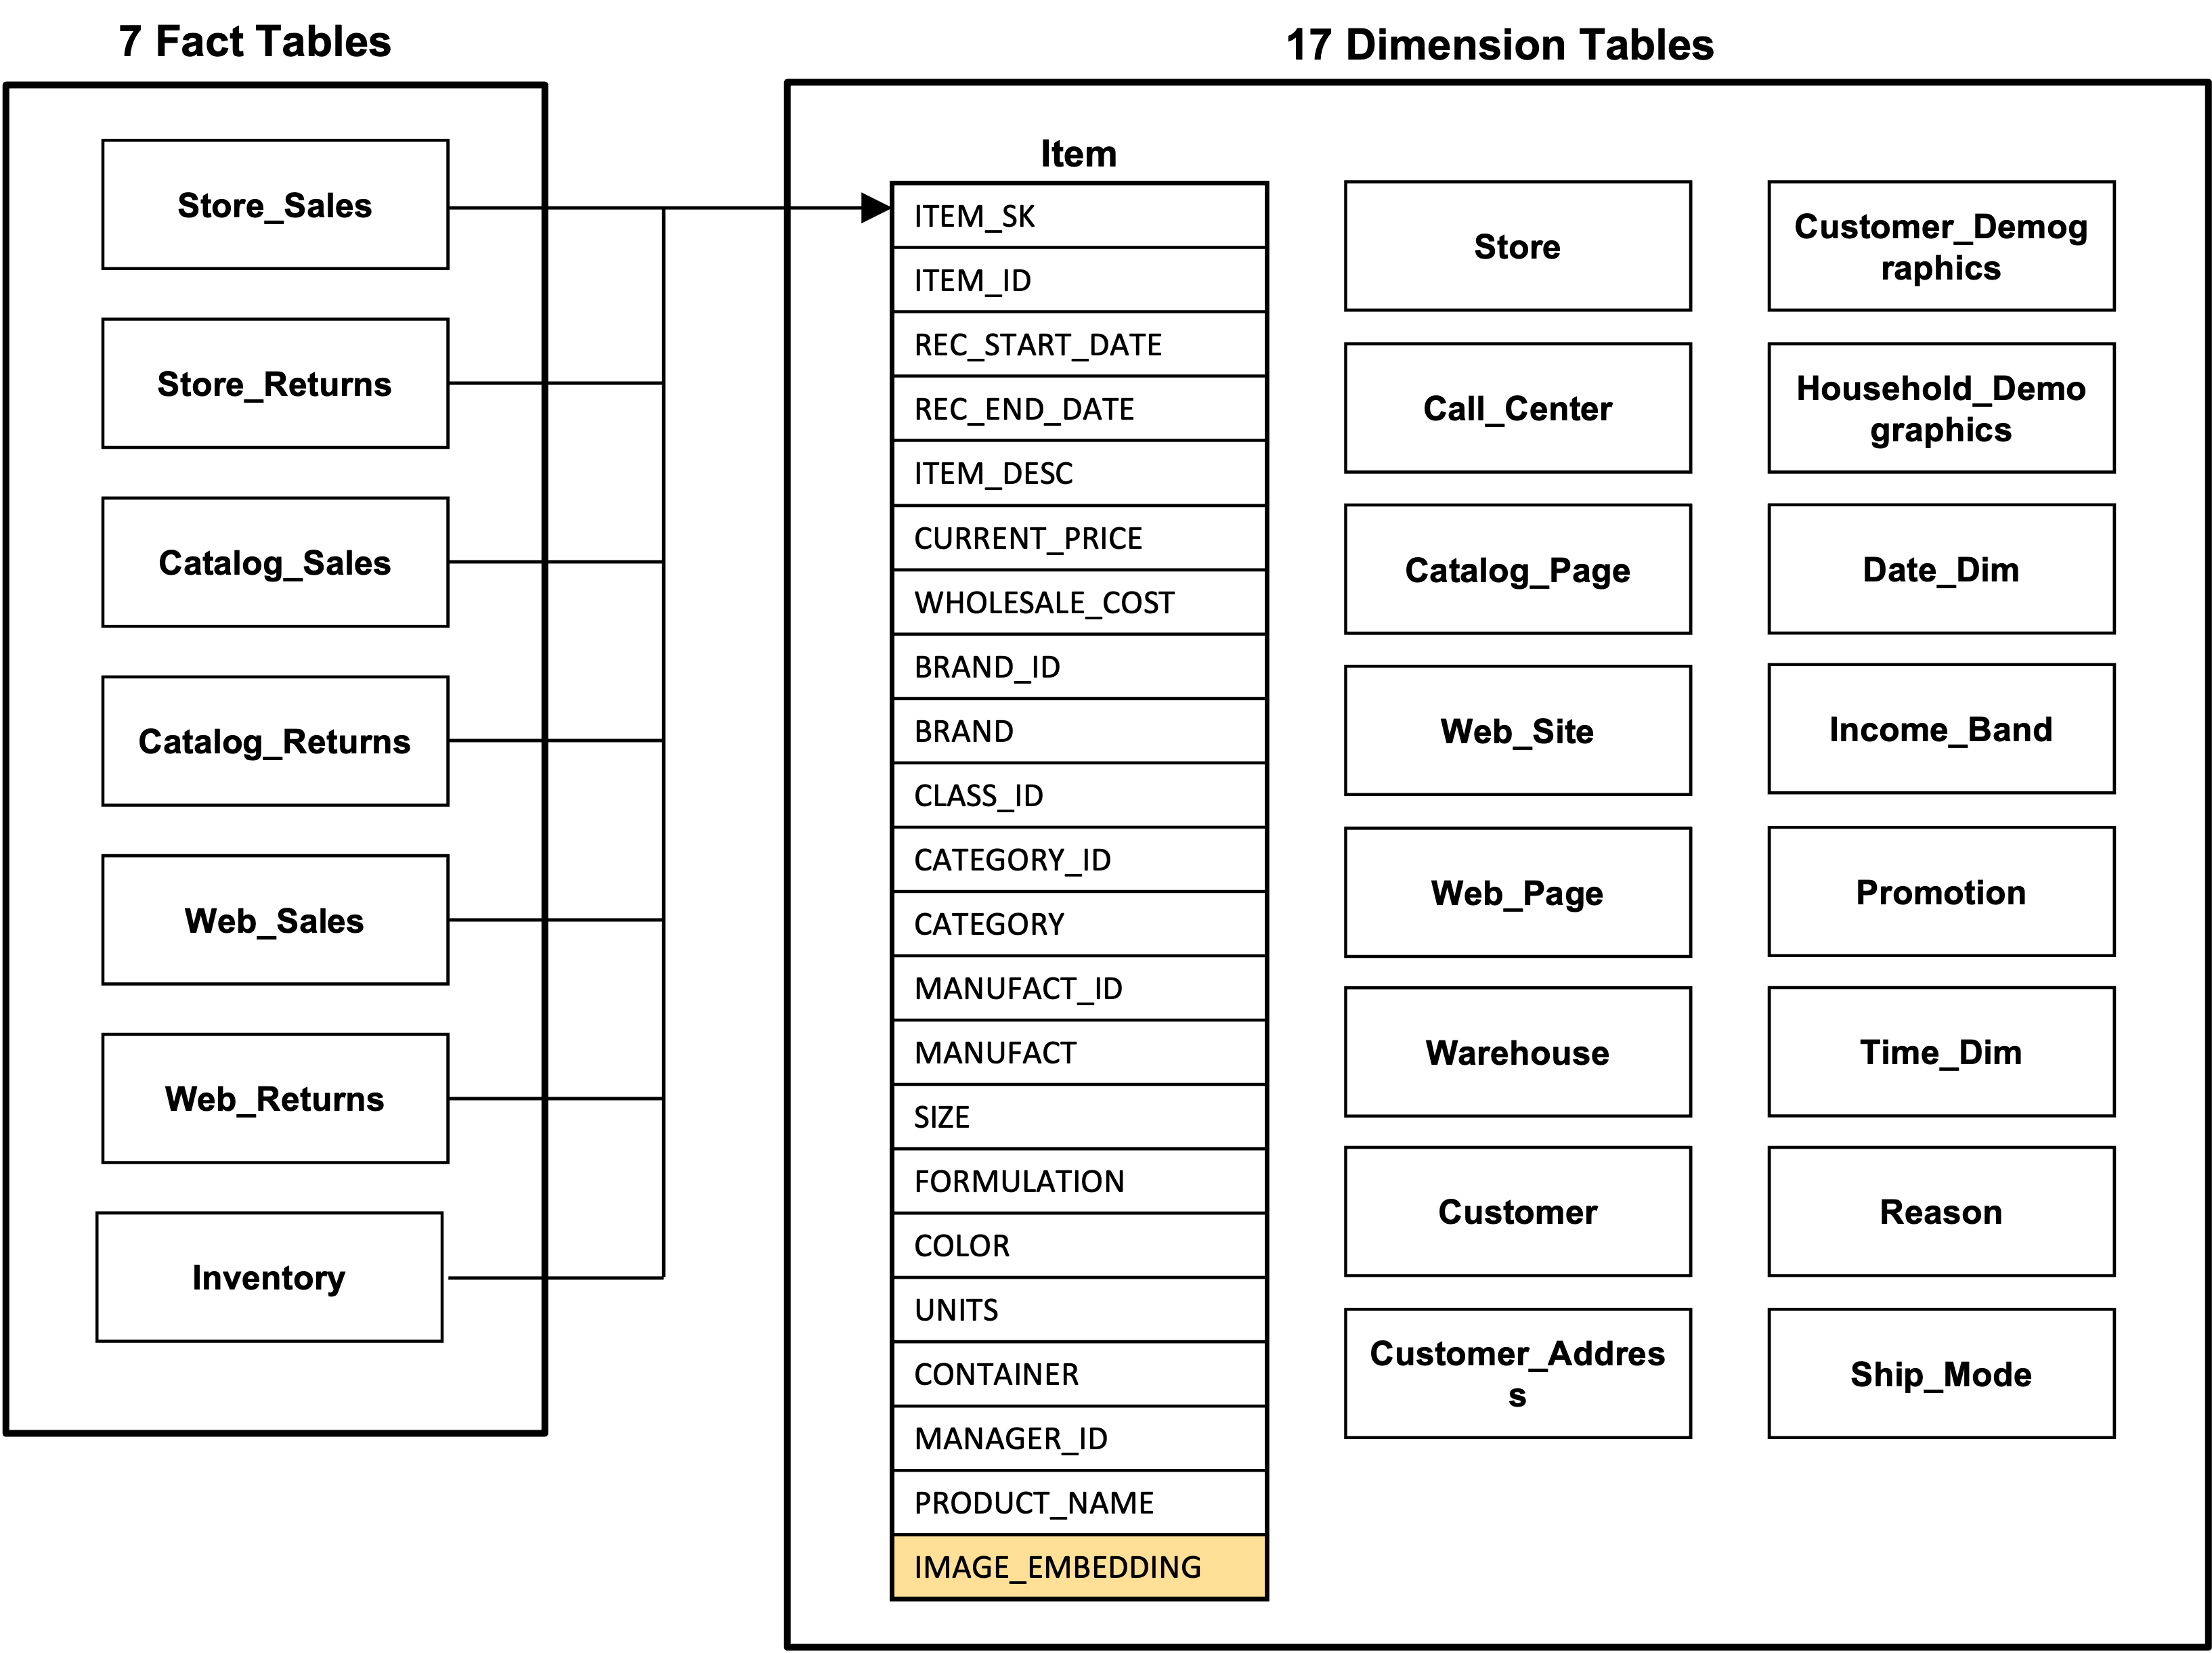 7 Fact Tables
Store_Sales
Store_Returns
Catalog_Sales
Catalog_Returns
Web_Sales
Web_Returns
Inventory
17 Dimension Tables
Item
ITEM_SK
ITEM_ID
REC_START_DATE
REC_END_DATE
ITEM_DESC
CURRENT_PRICE
WHOLESALE_COST
BRAND_ID
BRAND
CLASS_ID
CATEGORY_ID
CATEGORY
MANUFACT_ID
MANUFACT
SIZE
FORMULATION
COLOR
UNITS
CONTAINER
MANAGER_ID
PRODUCT_NAME
IMAGE_EMBEDDING
Store
Call_Center
Catalog_Page
Web_Site
Web_Page
Warehouse
Customer
Customer_Addres
s
Customer_Demog
raphics
Household_Demo
graphics
Date_Dim
Income_Band
Promotion
Time_Dim
Reason
Ship_Mode